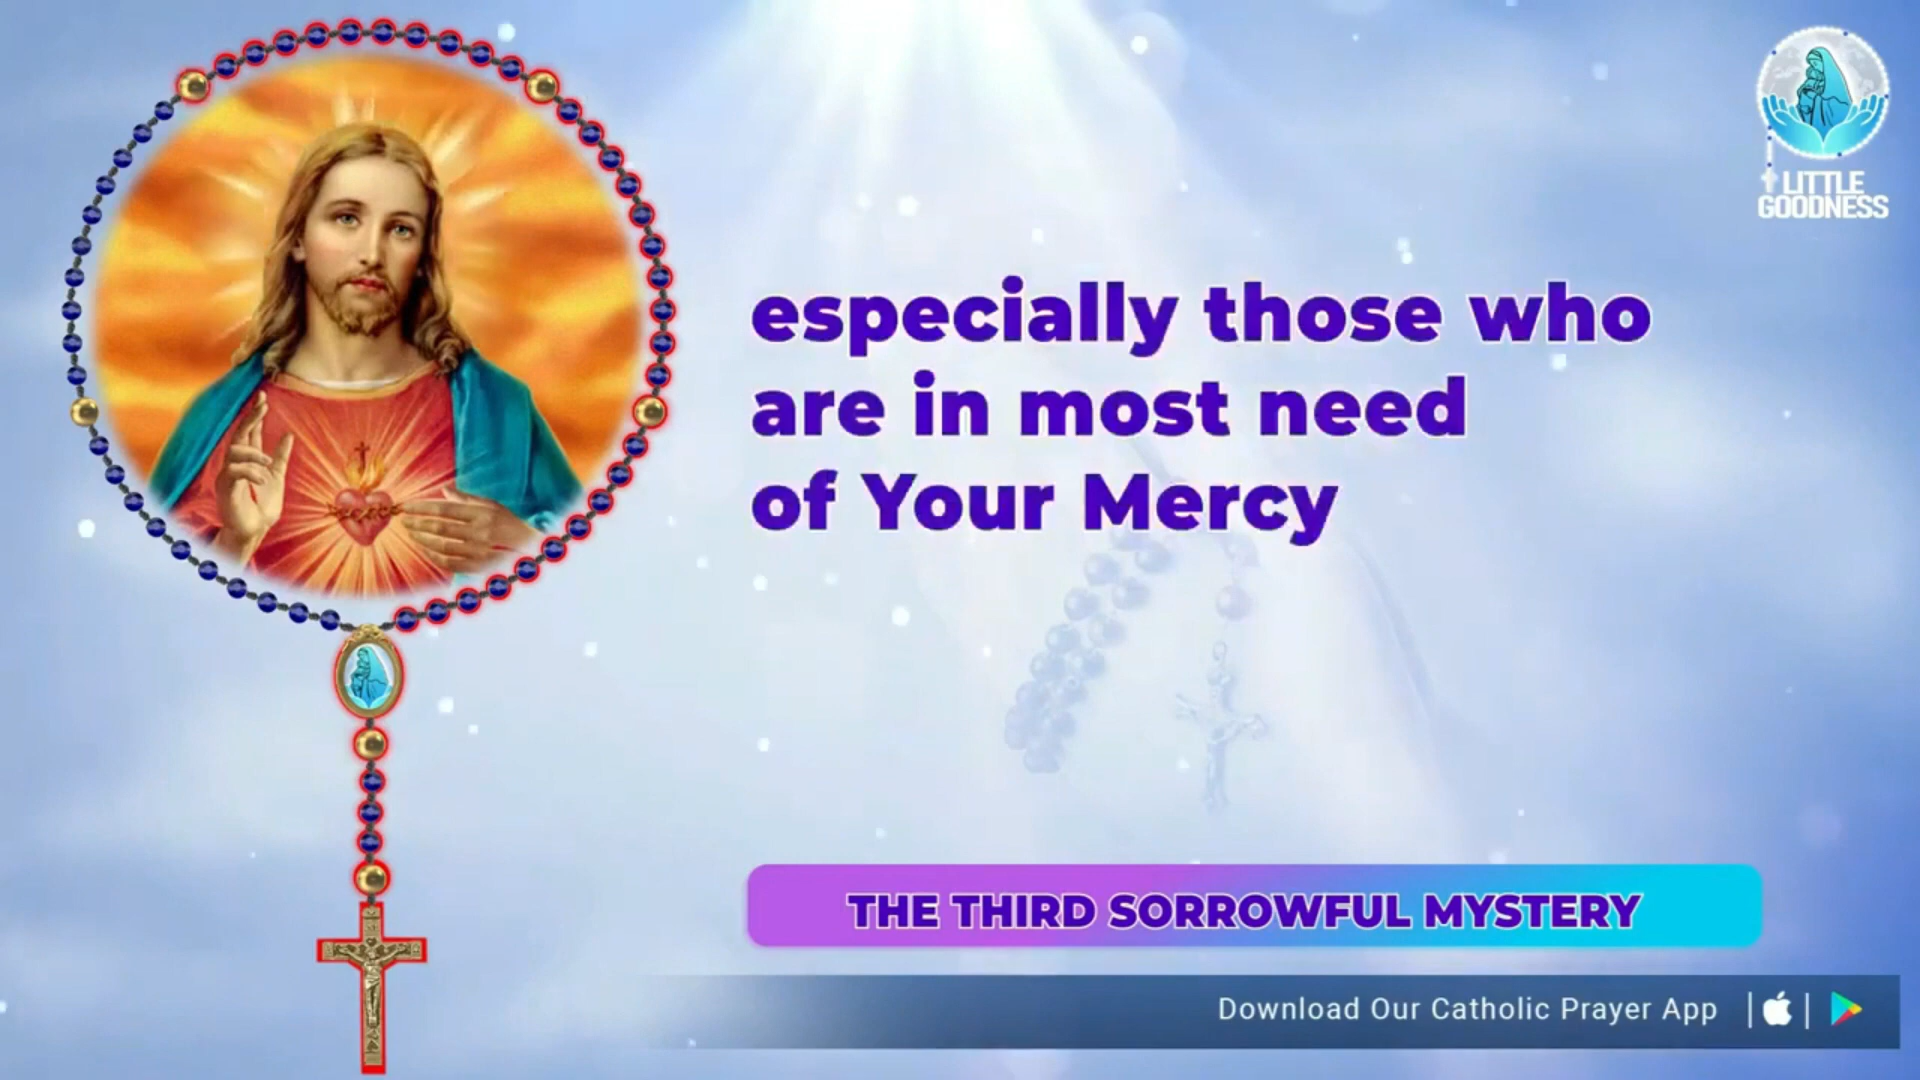 LITTLE
GOODNESS
especially those who
are in most need
of Your Mercy
THE THIRD SORROWFUL MYSTERY
Download Our Catholic Prayer App